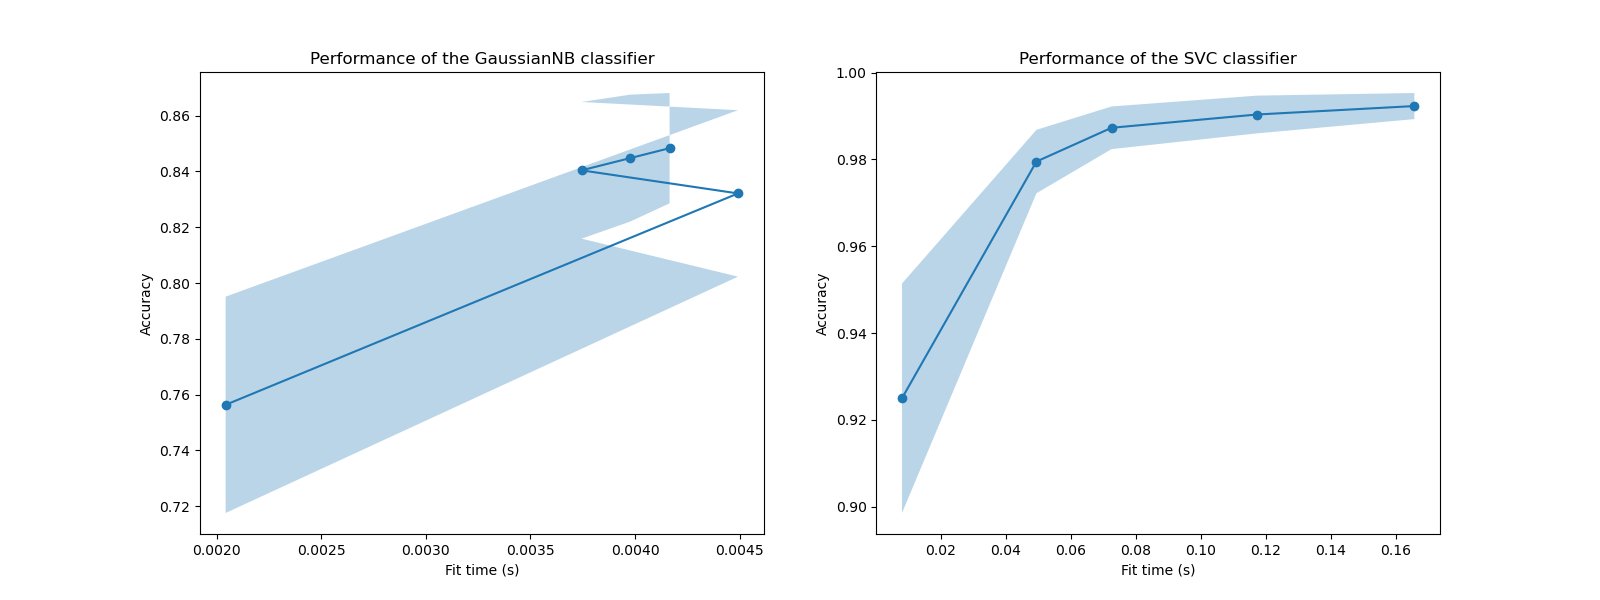 Performance of the GaussianNB classifier
Accuracy
0.86
0.84
0.82
0.80
0.78
0.76
0.74
0.72
0.0020 0.0025 0.0030 0.0035 0.0040 0.0045
Fit time (s)
Performance of the SVC classifier
Accuracy
1.00
0.98
0.96
0.94
0.92
0.90
0.02 0.04 0.06 0.08 0.10 0.12 0.14 0.16
Fit time (s)